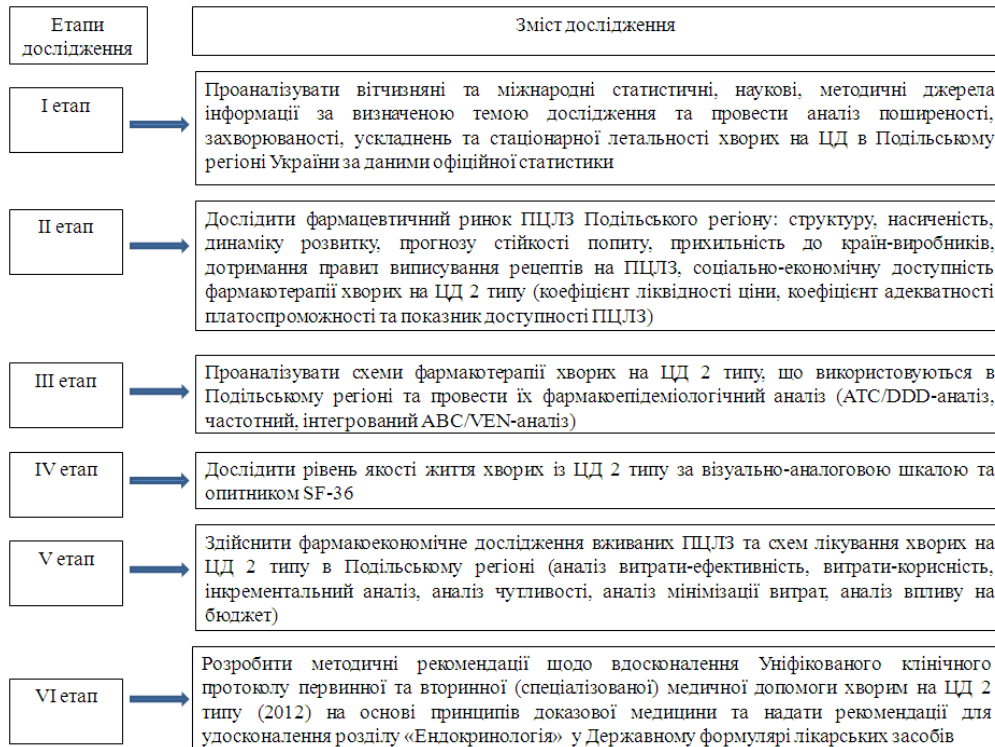 Етапи
дослідження
Зміст дослідження
І етап
Проаналізувати вітчизняні та міжнародні статистичні, наукові, методичні джерела
інформації за визначеною темою дослідження та провести аналіз поширеності,
захворюваності, ускладнень та стаціонарної летальності хворих на ЦД в Подільському
регіоні України за даними офіційної статистики
ІІ етап
Дослідити фармацевтичний ринок ПЦЛЗ Подільського регіону: структуру, насиченість,
динаміку розвитку, прогнозу стійкості попиту, прихильність до країн-виробників,
дотримання правил виписування рецептів на ПЦЛЗ, соціально-економічну доступність
фармакотерапії хворих на ЦД 2 типу (коефіцієнт ліквідності ціни, коефіцієнт адекватності
платоспроможності та показник доступності ПЦЛЗ)
ІІІ етап
Проаналізувати схеми фармакотерапії хворих на ЦД 2 типу, що використовуються в
Подільському регіоні та провести їх фармакоепідеміологічний аналіз (АТС/DDD-аналіз,
частотний, інтегрований АВС/VEN-аналіз)
IV етап
Дослідити рівень якості життя хворих із ЦД 2 типу за візуально-аналоговою шкалою та
опитником SF-36
V етап
Здійснити фармакоекономічне дослідження вживаних ПЦЛЗ та схем лікування хворих на
ЦД 2 типу в Подільському регіоні (аналіз витрати-ефективність, витрати-корисність,
інкрементальний аналіз, аналіз чутливості, аналіз мінімізації витрат, аналіз впливу на
бюджет)
VI етап
Розробити методичні рекомендації щодо вдосконалення Уніфікованого клінічного
протоколу первинної та вторинної (спеціалізованої) медичної допомоги хворим на ЦД 2
типу (2012) на основі принципів доказової медицини та надати рекомендації для
удосконалення розділу «Ендокринологія» у Державному формулярі лікарських засобів